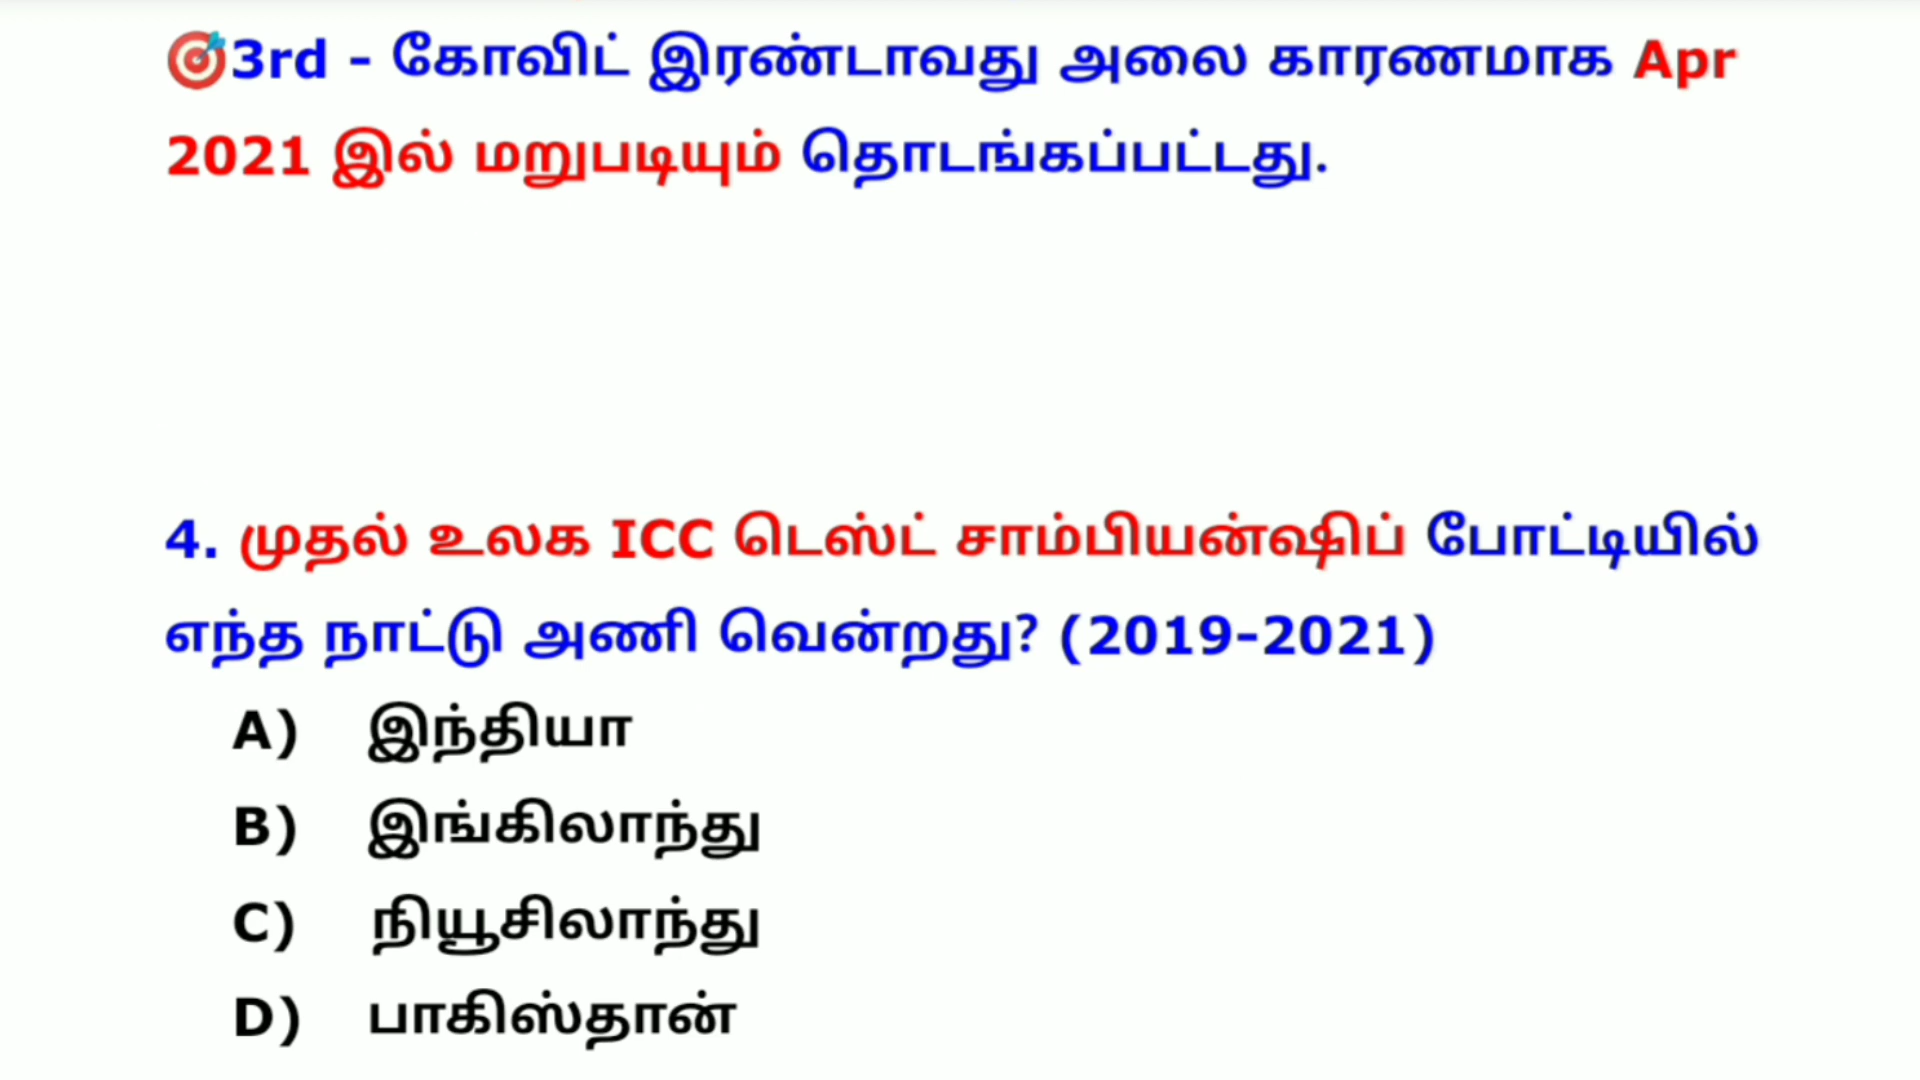 🎯3rd - கோவிட் இரண்டாவது அலை காரணமாக Apr
2021 இல் மறுபடியும் தொடங்கப்பட்டது.
4. முதல் உலக ICC டெஸ்ட் சாம்பியன்ஷிப் போட்டியில்
எந்த நாட்டு அணி வென்றது? (2019-2021)
A) இந்தியா
B) இங்கிலாந்து
C) நியூசிலாந்து
D) பாகிஸ்தான்